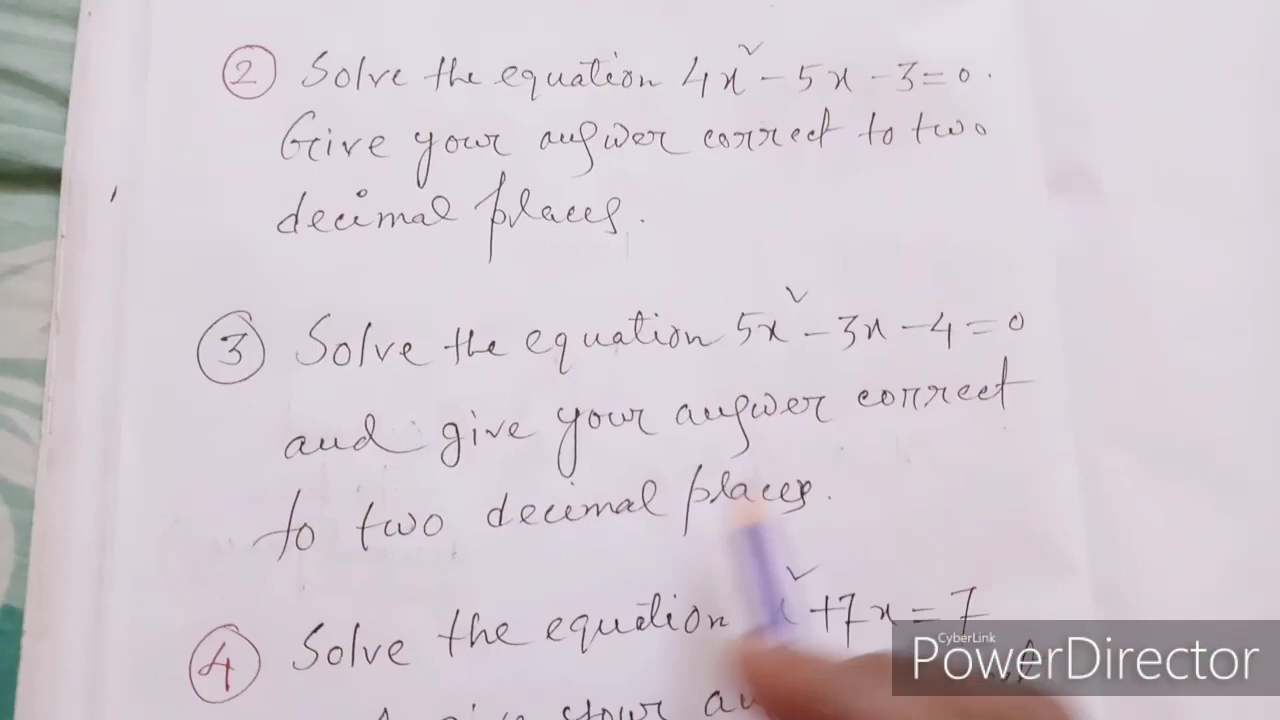 ② Solve the equation 4x² - 5x - 3 = 0.
Give your answer correct to two
decimal places.
③ Solve the equation 5x² - 3x - 4 = 0
and give your answer correct
to two decimal places.
④ Solve the equation x² + 7x = 7
give your
CyberLink
PowerDirector